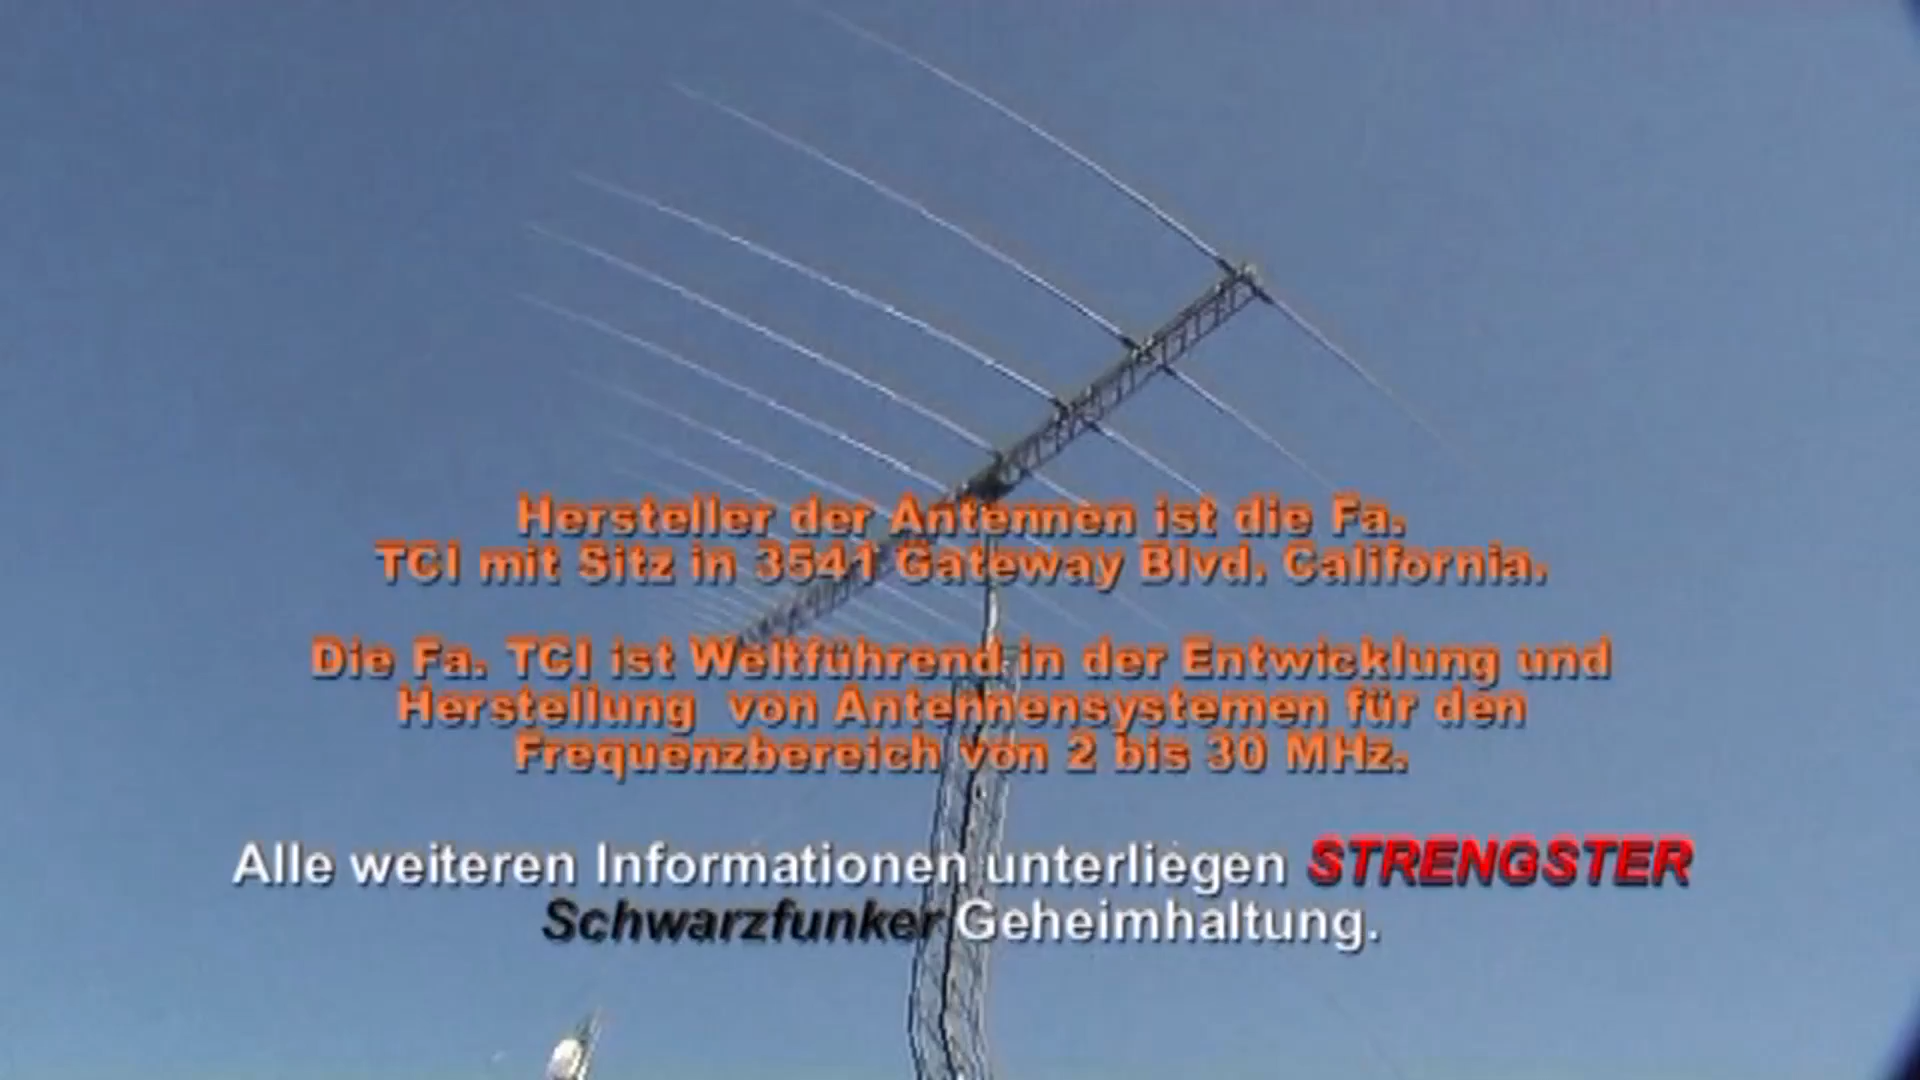 Hersteller der Antennen ist die Fa.
TCI mit Sitz in 3541 Gateway Blvd. California.
Die Fa. TCI ist Weltführend in der Entwicklung und
Herstellung von Antennensystemen für den
Frequenzbereich von 2 bis 30 MHz.
Alle weiteren Informationen unterliegen STRENGSTER
Schwarzfunker Geheimhaltung.